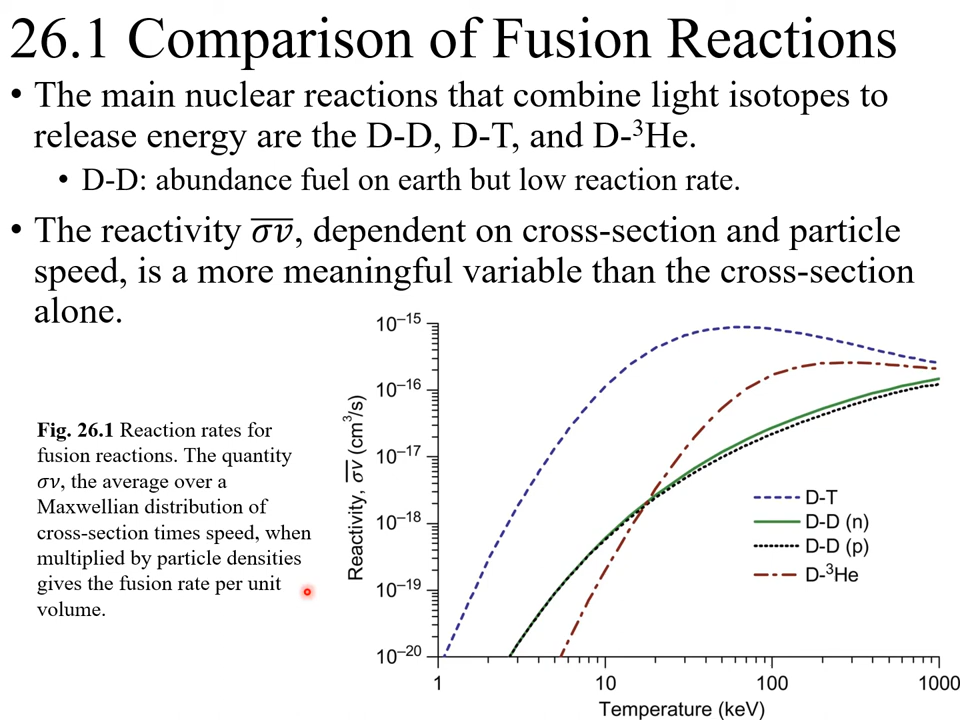 26.1 Comparison of Fusion Reactions
• The main nuclear reactions that combine light isotopes to
release energy are the D-D, D-T, and D-³He.
• D-D: abundance fuel on earth but low reaction rate.
• The reactivity σ̅v̅, dependent on cross-section and particle
speed, is a more meaningful variable than the cross-section
alone.
Fig. 26.1 Reaction rates for
fusion reactions. The quantity
σv, the average over a
Maxwellian distribution of
cross-section times speed, when
multiplied by particle densities
gives the fusion rate per unit
volume.
Reactivity, σ̅v̅ (cm³/s)
10⁻¹⁵
10⁻¹⁶
10⁻¹⁷
10⁻¹⁸
10⁻¹⁹
10⁻²⁰
D-T
D-D (n)
D-D (p)
D-³He
1 10 100 1000
Temperature (keV)